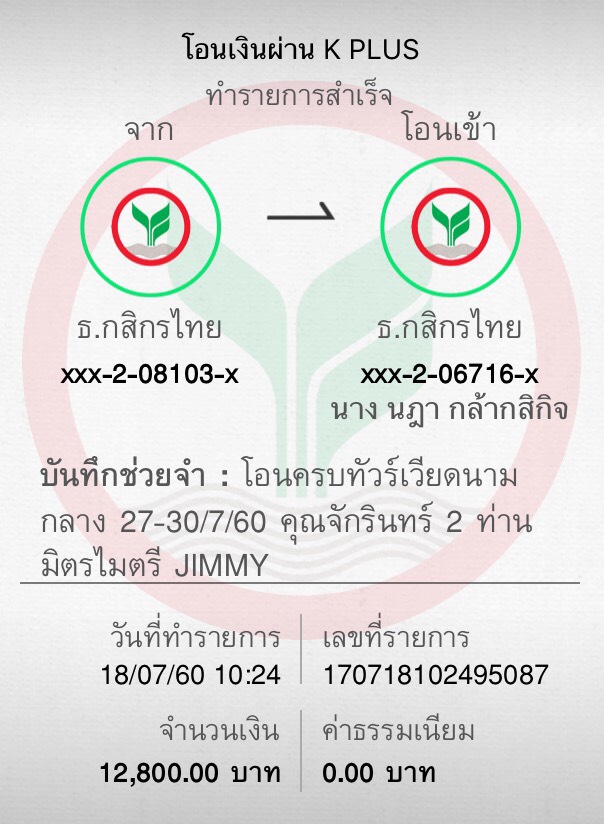 โอนเงินผ่าน K PLUS
ทำรายการสำเร็จ
จาก
โอนเข้า
ธ.กสิกรไทย
ธ.กสิกรไทย
xxx-2-08103-x
xxx-2-06716-x
นาง นฎา กล้ากสิกิจ
บันทึกช่วยจำ : โอนครบทัวร์เวียดนาม
กลาง 27-30/7/60 คุณจักรินทร์ 2 ท่าน
มิตรไมตรี JIMMY
วันที่ทำรายการ
เลขที่รายการ
18/07/60 10:24
170718102495087
จำนวนเงิน
ค่าธรรมเนียม
12,800.00 บาท
0.00 บาท